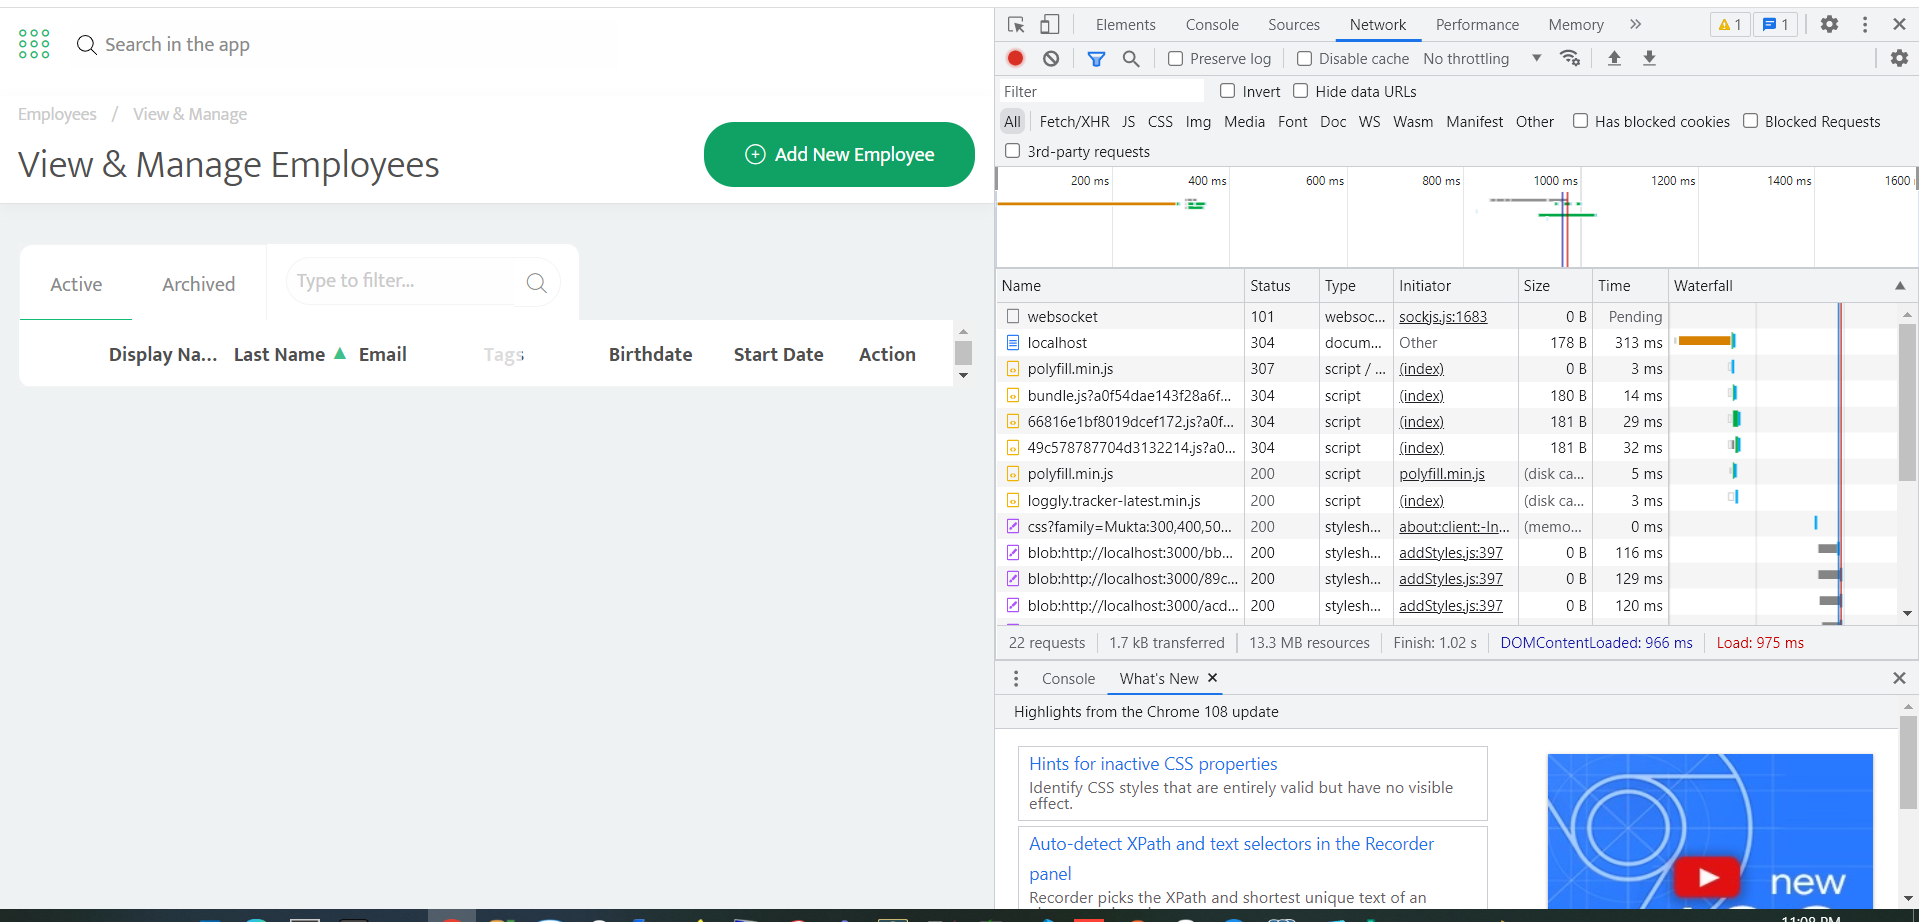 Search in the app
Employees / View & Manage
View & Manage Employees
Add New Employee
Active
Archived
Type to filter...
Display Na...
Last Name ▲
Email
Tags
Birthdate
Start Date
Action
Elements
Console
Sources
Network
Performance
Memory
»
1
1
Preserve log
Disable cache
No throttling
Filter
Invert
Hide data URLs
All
Fetch/XHR
JS
CSS
Img
Media
Font
Doc
WS
Wasm
Manifest
Other
Has blocked cookies
Blocked Requests
3rd-party requests
200 ms
400 ms
600 ms
800 ms
1000 ms
1200 ms
1400 ms
1600
Name Status Type Initiator Size Time Waterfall ▲
websocket 101 websoc... sockjs.js:1683 0 B Pending
localhost 304 docum... Other 178 B 313 ms
polyfill.min.js 307 script / ... (index) 0 B 3 ms
bundle.js?a0f54dae143f28a6f... 304 script (index) 180 B 14 ms
66816e1bf8019dcef172.js?a0f... 304 script (index) 181 B 29 ms
49c578787704d3132214.js?a0... 304 script (index) 181 B 32 ms
polyfill.min.js 200 script polyfill.min.js (disk ca... 5 ms
loggly.tracker-latest.min.js 200 script (index) (disk ca... 3 ms
css?family=Mukta:300,400,50... 200 stylesh... about:client:-In... (memo... 0 ms
blob:http://localhost:3000/bb... 200 stylesh... addStyles.js:397 0 B 116 ms
blob:http://localhost:3000/89c... 200 stylesh... addStyles.js:397 0 B 129 ms
blob:http://localhost:3000/acd... 200 stylesh... addStyles.js:397 0 B 120 ms
22 requests 1.7 kB transferred 13.3 MB resources Finish: 1.02 s DOMContentLoaded: 966 ms Load: 975 ms
Console
What's New ×
Highlights from the Chrome 108 update
Hints for inactive CSS properties
Identify CSS styles that are entirely valid but have no visible
effect.
Auto-detect XPath and text selectors in the Recorder
panel
Recorder picks the XPath and shortest unique text of an
new
11:08 PM